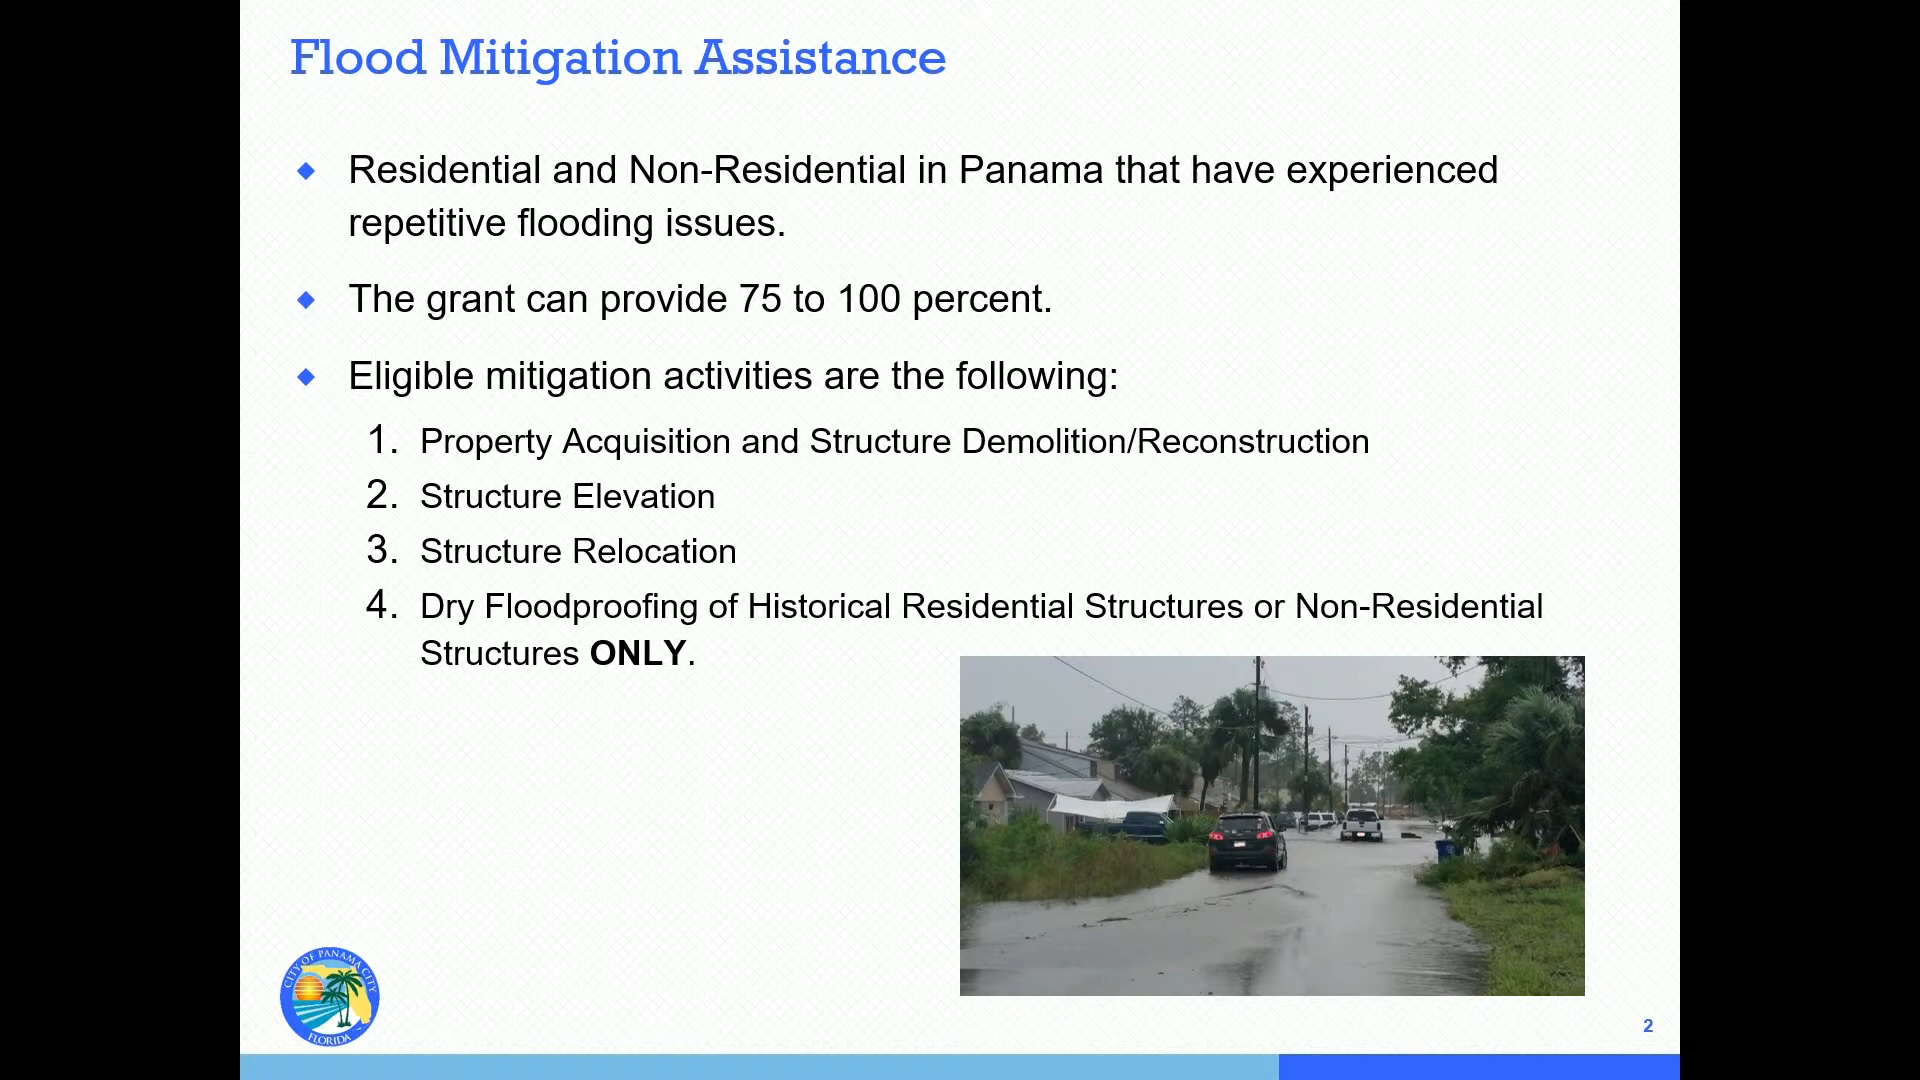 Flood Mitigation Assistance
Residential and Non-Residential in Panama that have experienced
repetitive flooding issues.
The grant can provide 75 to 100 percent.
Eligible mitigation activities are the following:
1. Property Acquisition and Structure Demolition/Reconstruction
2. Structure Elevation
3. Structure Relocation
4. Dry Floodproofing of Historical Residential Structures or Non-Residential
Structures ONLY.
CITY OF PANAMA CITY
FLORIDA
2